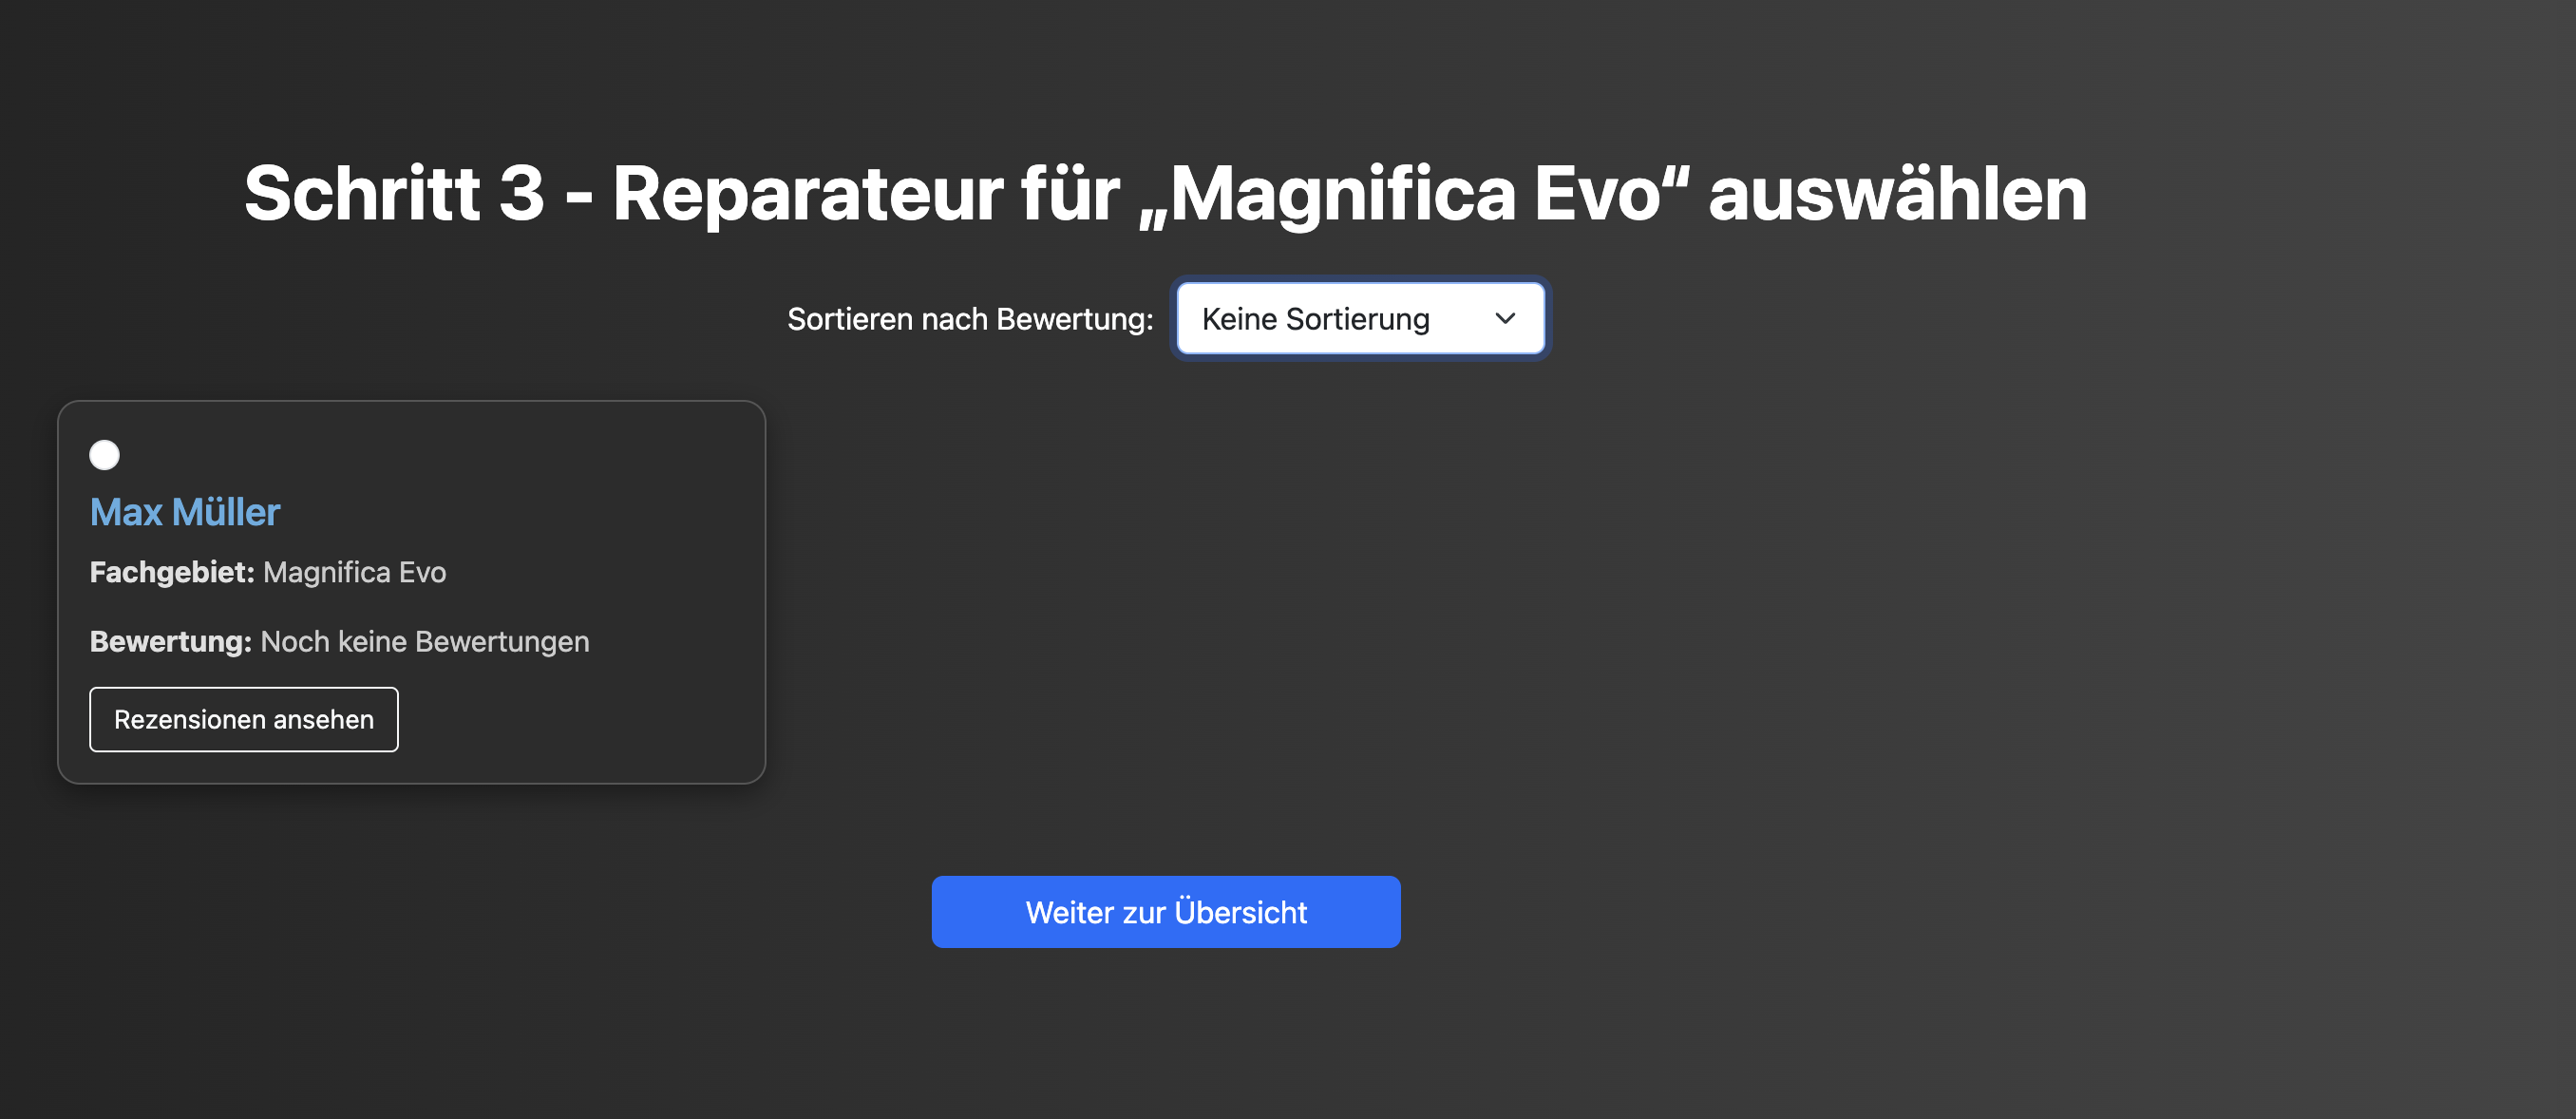 Schritt 3 - Reparateur für „Magnifica Evo“ auswählen
Sortieren nach Bewertung: Keine Sortierung
Max Müller
Fachgebiet: Magnifica Evo
Bewertung: Noch keine Bewertungen
Rezensionen ansehen
Weiter zur Übersicht